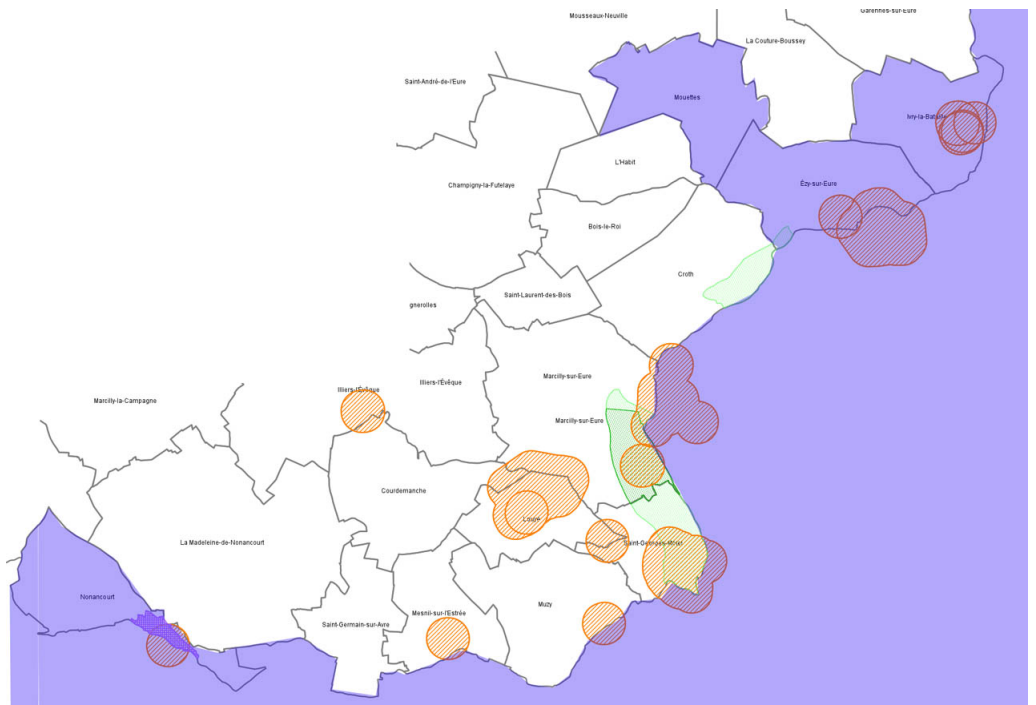 Garennes-sur-Eure
Mousseaux-Neuville
La Couture-Boussey
Saint-André-de-l'Eure
Mouettes
Ivry-la-Bataille
L'Habit
Champigny-la-Futelaye
Ézy-sur-Eure
Bois-le-Roi
Croth
Saint-Laurent-des-Bois
gnerolles
Marcilly-sur-Eure
Illiers-l'Évêque
Illiers-l'Évêque
Marcilly-la-Campagne
Marcilly-sur-Eure
Courdemanche
Louye
La Madeleine-de-Nonancourt
Nonancourt
Muzy
Mesnil-sur-l'Estrée
Saint-Germain-sur-Avre